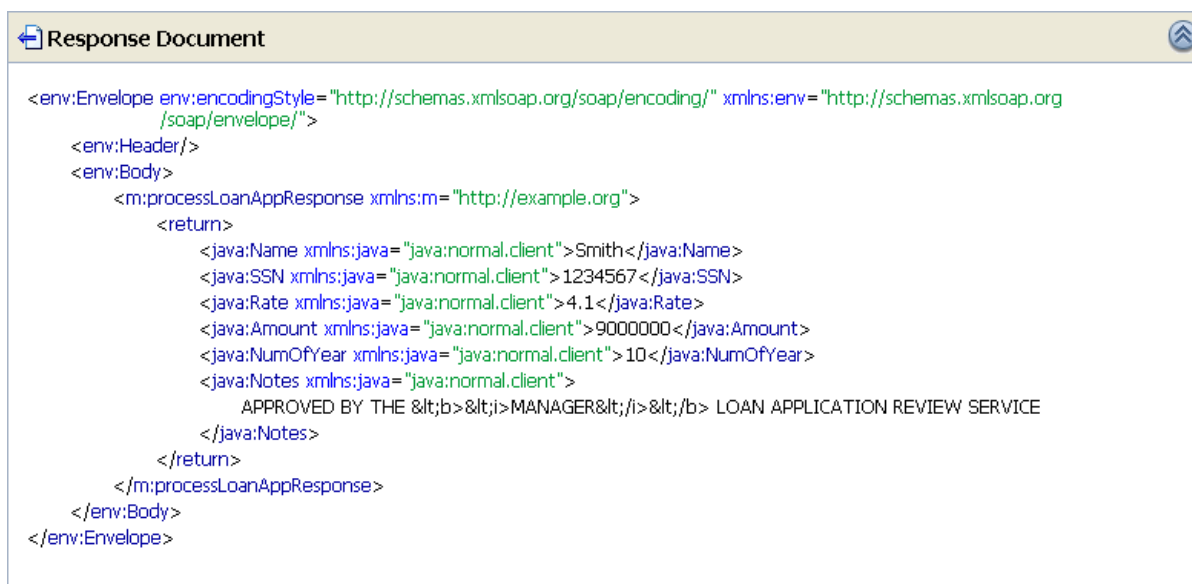 Response Document
<env:Envelope env:encodingStyle="http://schemas.xmlsoap.org/soap/encoding/" xmlns:env="http://schemas.xmlsoap.org
/soap/envelope/">
<env:Header/>
<env:Body>
<m:processLoanAppResponse xmlns:m="http://example.org">
<return>
<java:Name xmlns:java="java:normal.client">Smith</java:Name>
<java:SSN xmlns:java="java:normal.client">1234567</java:SSN>
<java:Rate xmlns:java="java:normal.client">4.1</java:Rate>
<java:Amount xmlns:java="java:normal.client">9000000</java:Amount>
<java:NumOfYear xmlns:java="java:normal.client">10</java:NumOfYear>
<java:Notes xmlns:java="java:normal.client">
APPROVED BY THE &lt;b>&lt;i>MANAGER&lt;/i>&lt;/b> LOAN APPLICATION REVIEW SERVICE
</java:Notes>
</return>
</m:processLoanAppResponse>
</env:Body>
</env:Envelope>